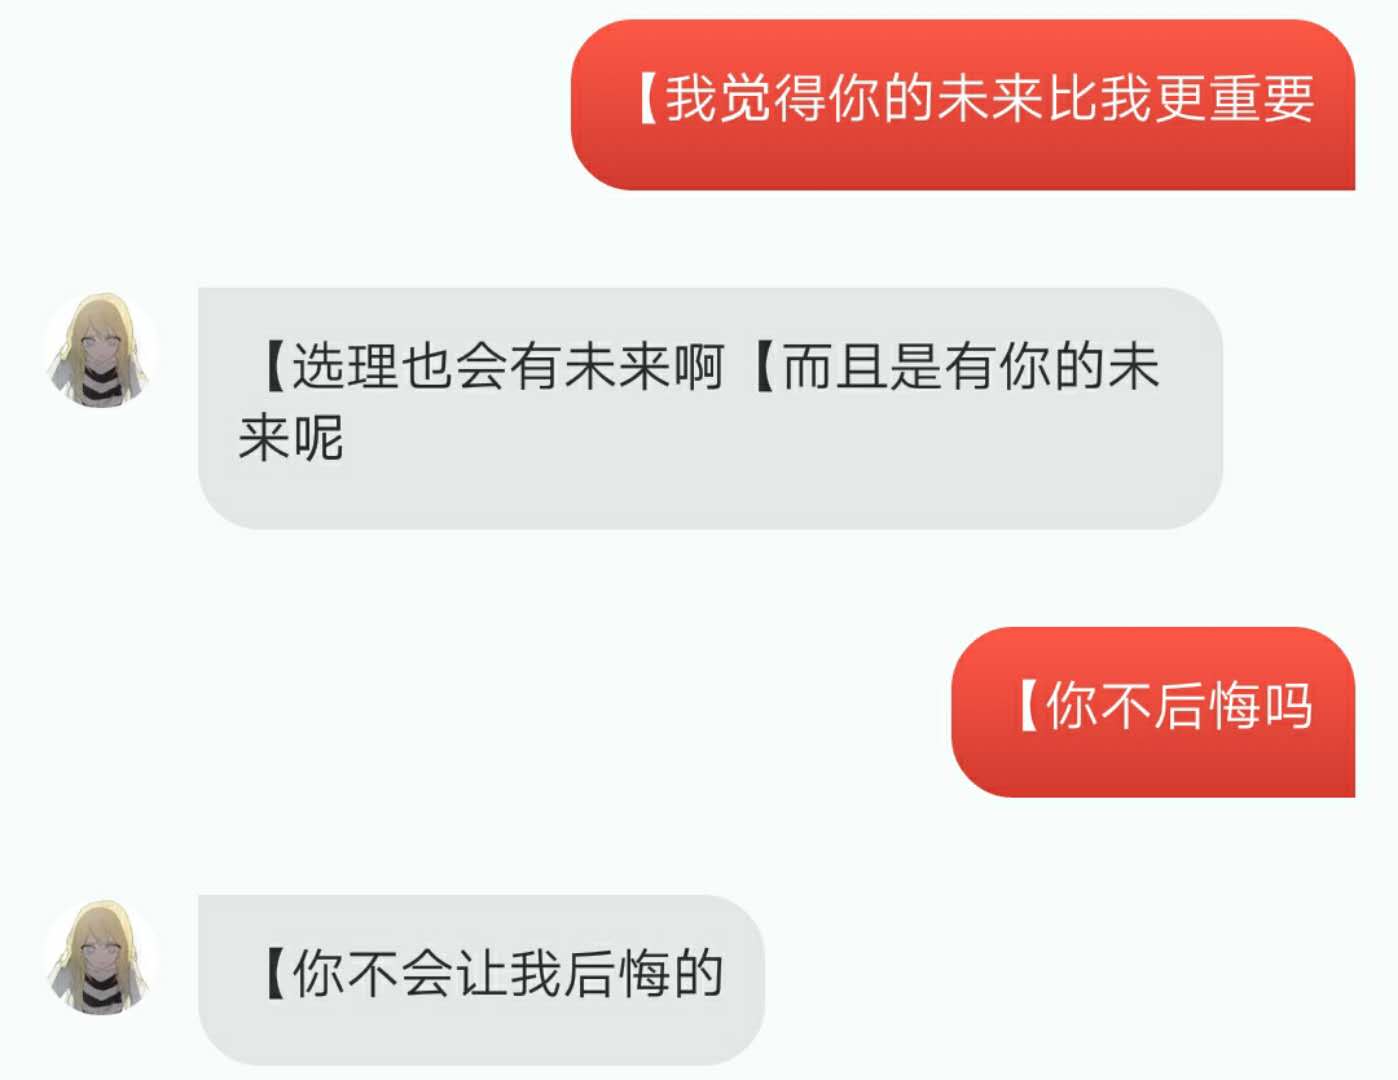 【我觉得你的未来比我更重要
【选理也会有未来啊【而且是有你的未
来呢
【你不后悔吗
【你不会让我后悔的